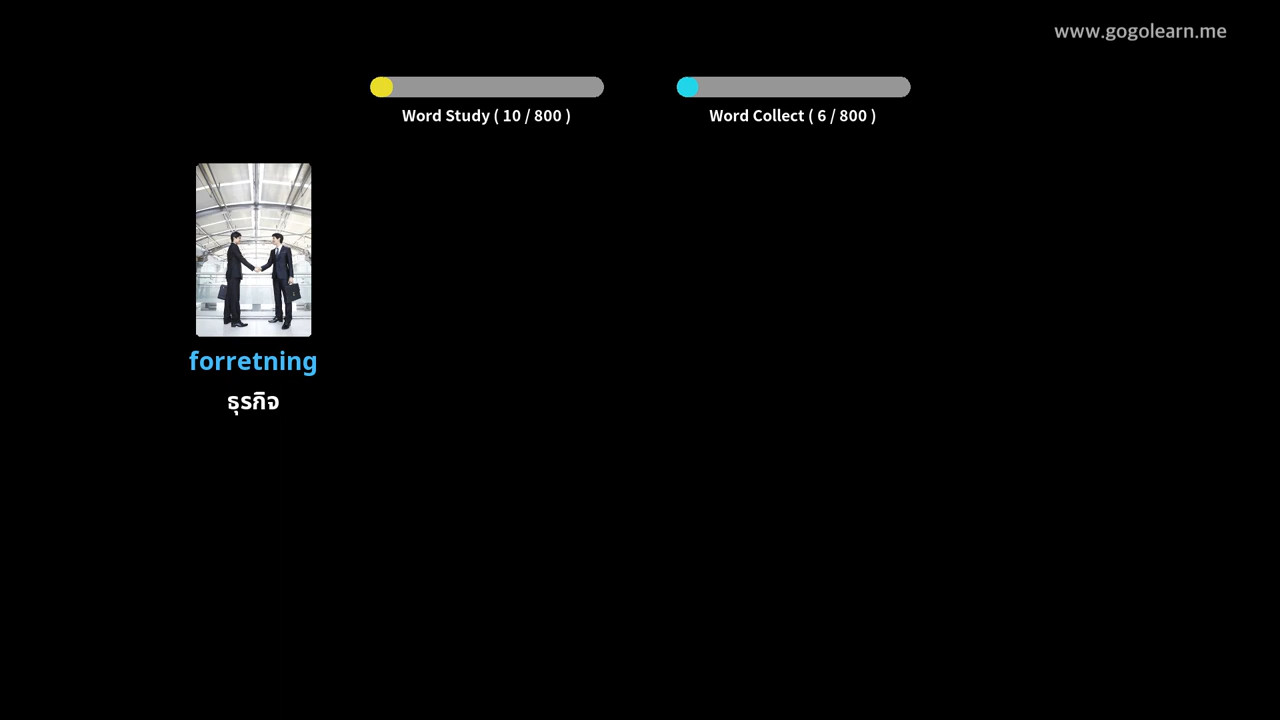 www.gogolearn.me
Word Study ( 10 / 800 )
Word Collect ( 6 / 800 )
forretning
ธุรกิจ